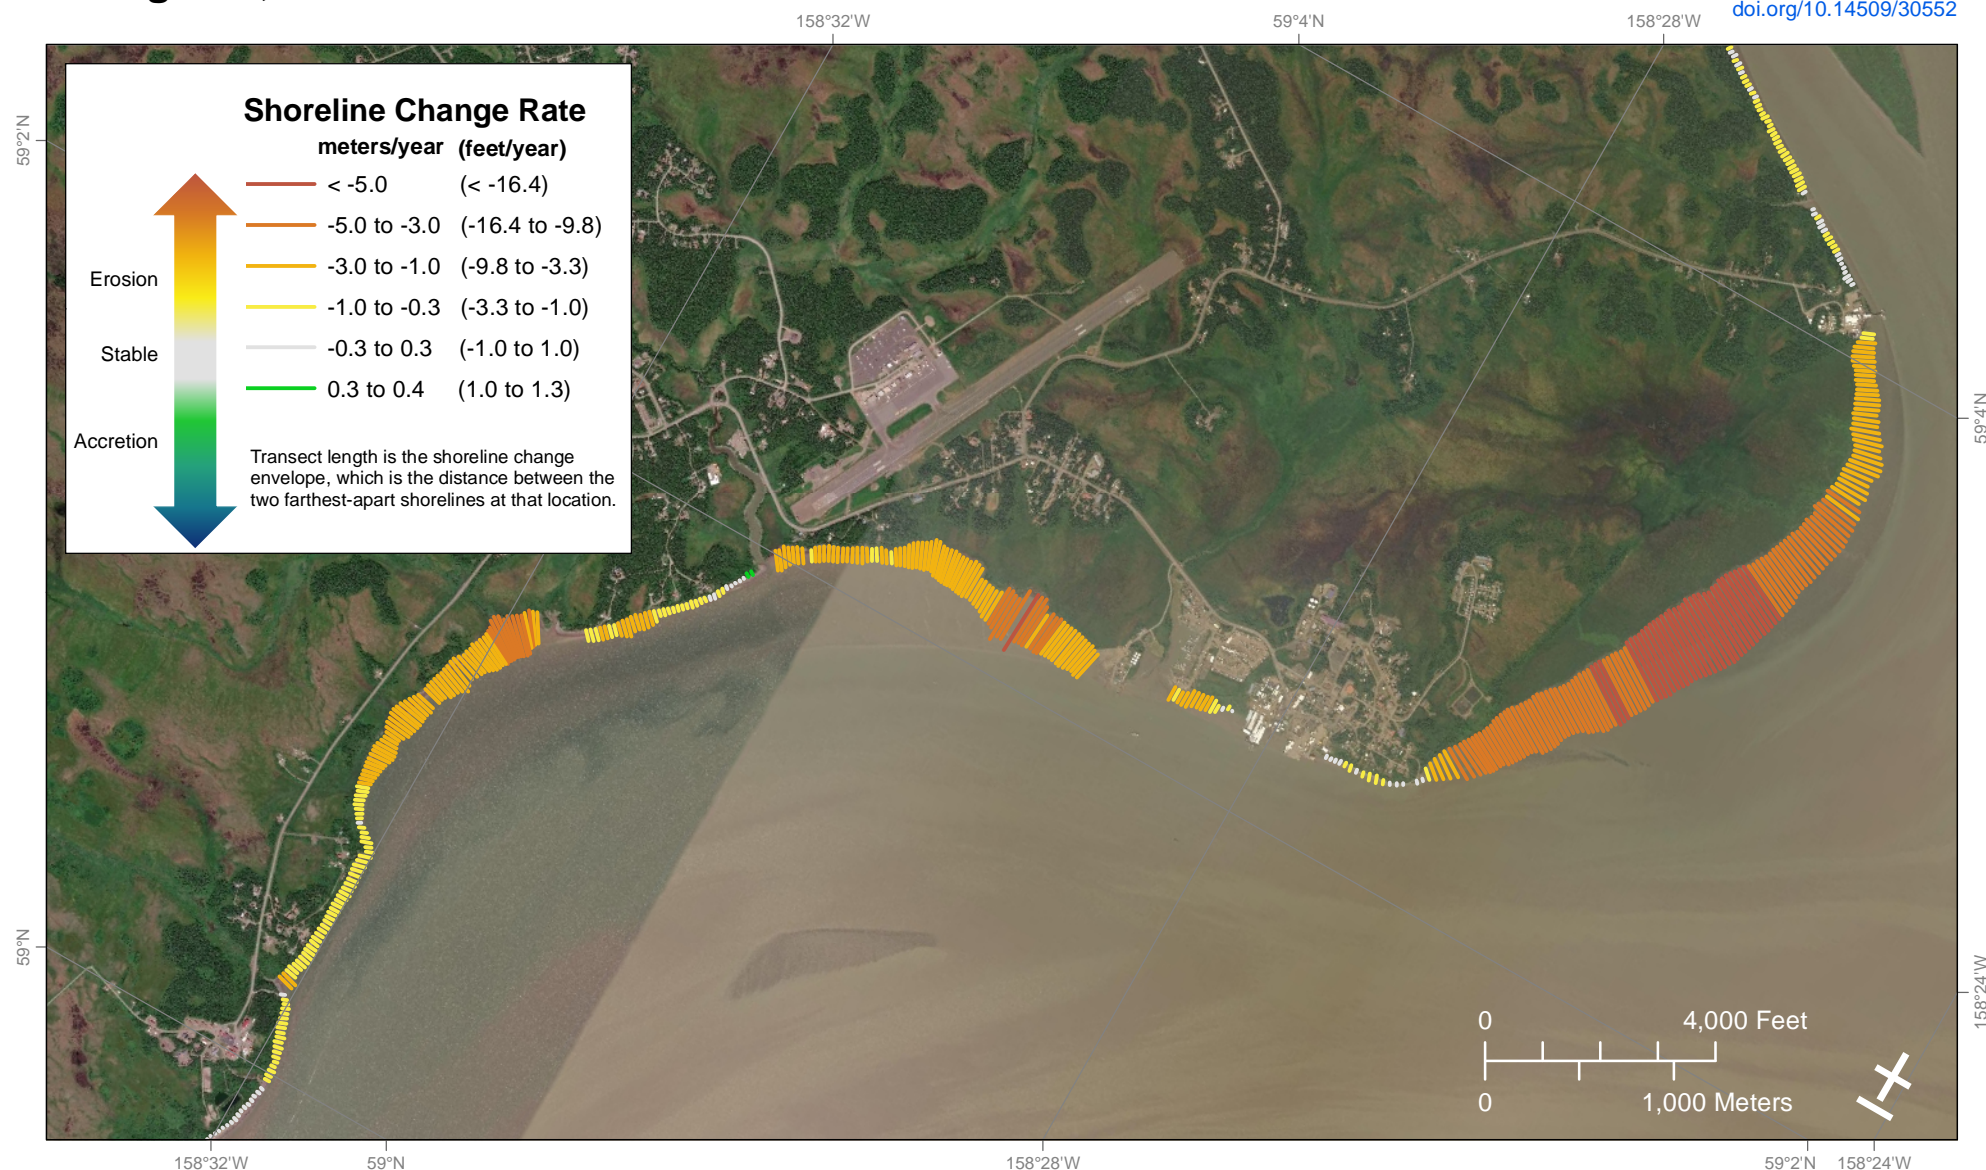 doi.org/10.14509/30552
158°32'W
59°4'N
158°28'W
59°2'N
Shoreline Change Rate
meters/year (feet/year)
< -5.0 (< -16.4)
-5.0 to -3.0 (-16.4 to -9.8)
-3.0 to -1.0 (-9.8 to -3.3)
-1.0 to -0.3 (-3.3 to -1.0)
-0.3 to 0.3 (-1.0 to 1.0)
0.3 to 0.4 (1.0 to 1.3)
Erosion
Stable
Accretion
Transect length is the shoreline change
envelope, which is the distance between the
two farthest-apart shorelines at that location.
59°4'N
59°N
158°24'W
0 4,000 Feet
0 1,000 Meters
158°32'W
59°N
158°28'W
59°2'N
158°24'W